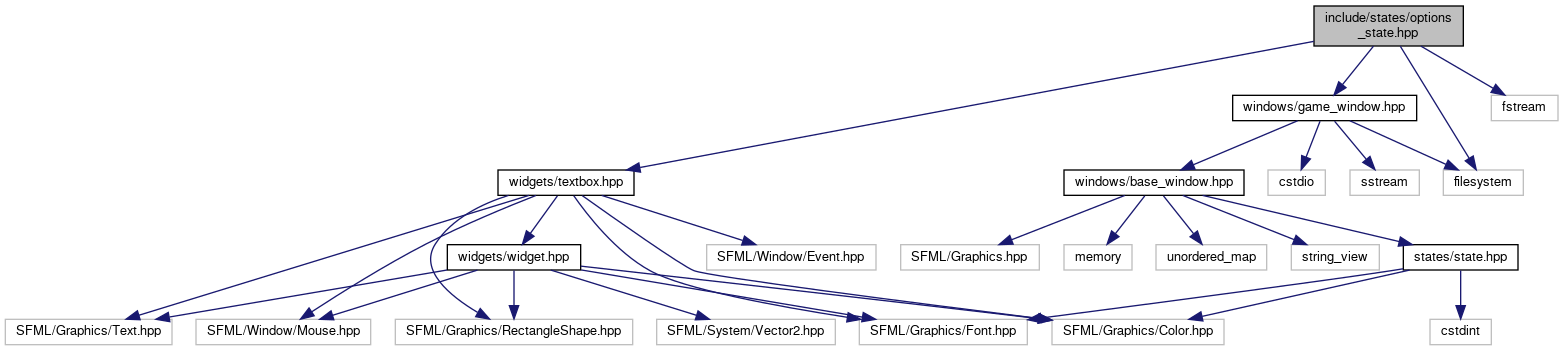 include/states/options
_state.hpp
windows/game_window.hpp
fstream
widgets/textbox.hpp
windows/base_window.hpp
cstdio
sstream
filesystem
widgets/widget.hpp
SFML/Window/Event.hpp
SFML/Graphics.hpp
memory
unordered_map
string_view
states/state.hpp
SFML/Graphics/Text.hpp
SFML/Window/Mouse.hpp
SFML/Graphics/RectangleShape.hpp
SFML/System/Vector2.hpp
SFML/Graphics/Font.hpp
SFML/Graphics/Color.hpp
cstdint